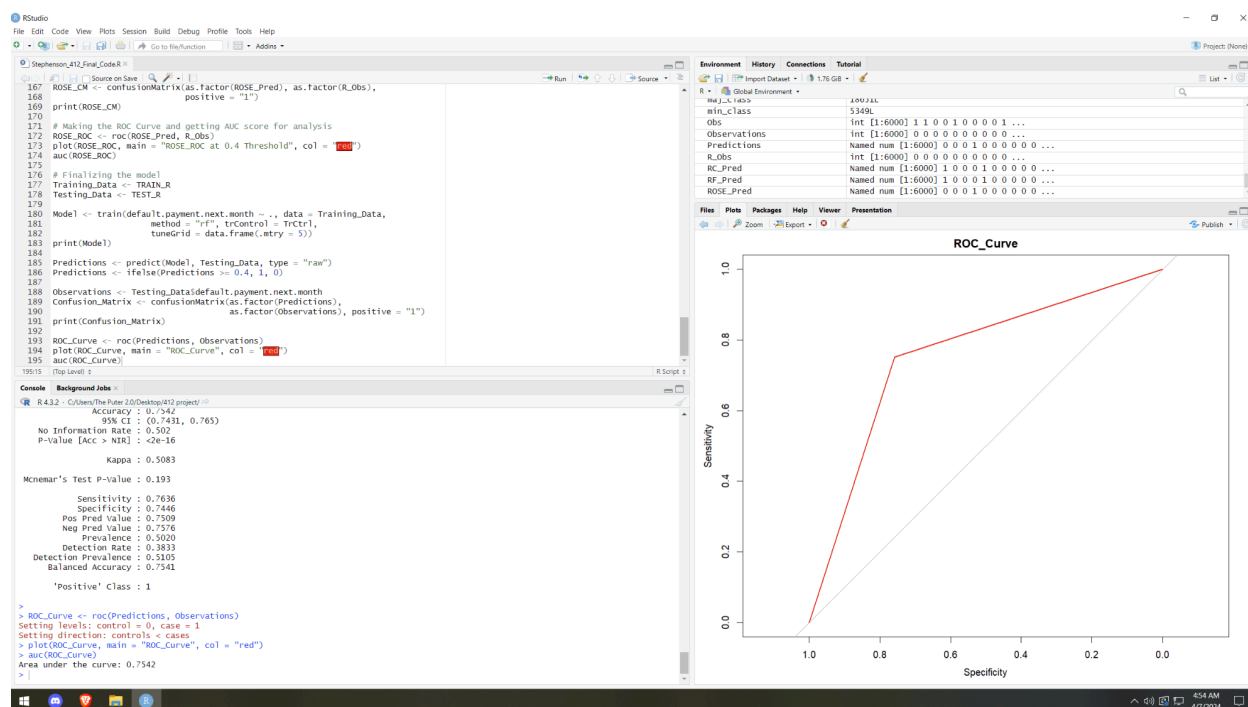 RStudio
File Edit Code View Plots Session Build Debug Profile Tools Help
Go to file/function
Addins
Project: (None)
Stephenson_412_Final_Code.R
Source on Save
Run
Source
167 ROSE_CM <- confusionMatrix(as.factor(ROSE_Pred), as.factor(R_Obs),
168 positive = "1")
169 print(ROSE_CM)
170
171 # Making the ROC Curve and getting AUC score for analysis
172 ROSE_ROC <- roc(ROSE_Pred, R_Obs)
173 plot(ROSE_ROC, main = "ROSE_ROC at 0.4 Threshold", col = "red")
174 auc(ROSE_ROC)
175
176 # Finalizing the model
177 Training_Data <- TRAIN_R
178 Testing_Data <- TEST_R
179
180 Model <- train(default.payment.next.month ~ ., data = Training_Data,
181 method = "rf", trControl = TrCtrl,
182 tuneGrid = data.frame(.mtry = 5))
183 print(Model)
184
185 Predictions <- predict(Model, Testing_Data, type = "raw")
186 Predictions <- ifelse(Predictions >= 0.4, 1, 0)
187
188 Observations <- Testing_Data$default.payment.next.month
189 Confusion_Matrix <- confusionMatrix(as.factor(Predictions),
190 as.factor(Observations), positive = "1")
191 print(Confusion_Matrix)
192
193 ROC_Curve <- roc(Predictions, Observations)
194 plot(ROC_Curve, main = "ROC_Curve", col = "red")
195 auc(ROC_Curve)
195:15 (Top Level)
R Script
Console Background Jobs
R 4.3.2 · C:/Users/The Puter 2.0/Desktop/412 project/
Accuracy : 0.7542
95% CI : (0.7431, 0.765)
No Information Rate : 0.502
P-Value [Acc > NIR] : <2e-16
Kappa : 0.5083
Mcnemar's Test P-Value : 0.193
Sensitivity : 0.7636
Specificity : 0.7446
Pos Pred Value : 0.7509
Neg Pred Value : 0.7576
Prevalence : 0.5020
Detection Rate : 0.3833
Detection Prevalence : 0.5105
Balanced Accuracy : 0.7541
'Positive' Class : 1
>
> ROC_Curve <- roc(Predictions, Observations)
Setting levels: control = 0, case = 1
Setting direction: controls < cases
> plot(ROC_Curve, main = "ROC_Curve", col = "red")
> auc(ROC_Curve)
Area under the curve: 0.7542
>
Environment History Connections Tutorial
Import Dataset
1.76 GiB
List
R
Global Environment
maj_class 18651L
min_class 5349L
Obs int [1:6000] 1 1 0 0 1 0 0 0 0 1 ...
Observations int [1:6000] 0 0 0 0 0 0 0 0 0 0 ...
Predictions Named num [1:6000] 0 0 0 1 0 0 0 0 0 0 ...
R_Obs int [1:6000] 0 0 0 0 0 0 0 0 0 0 ...
RC_Pred Named num [1:6000] 1 0 0 0 1 0 0 0 0 0 ...
RF_Pred Named num [1:6000] 1 0 0 0 1 0 0 0 0 0 ...
ROSE_Pred Named num [1:6000] 0 0 0 1 0 0 0 0 0 0 ...
Files Plots Packages Help Viewer Presentation
Zoom
Export
Publish
ROC_Curve
Sensitivity
1.0
0.8
0.6
0.4
0.2
0.0
1.0 0.8 0.6 0.4 0.2 0.0
Specificity
4:54 AM
4/7/2024